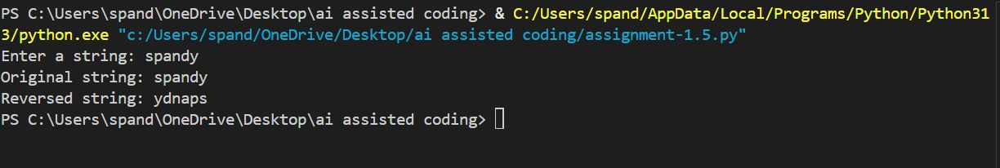 PS C:\Users\spand\OneDrive\Desktop\ai assisted coding> & C:/Users/spand/AppData/Local/Programs/Python/Python31
3/python.exe "c:/Users/spand/OneDrive/Desktop/ai assisted coding/assignment-1.5.py"
Enter a string: spandy
Original string: spandy
Reversed string: ydnaps
PS C:\Users\spand\OneDrive\Desktop\ai assisted coding>